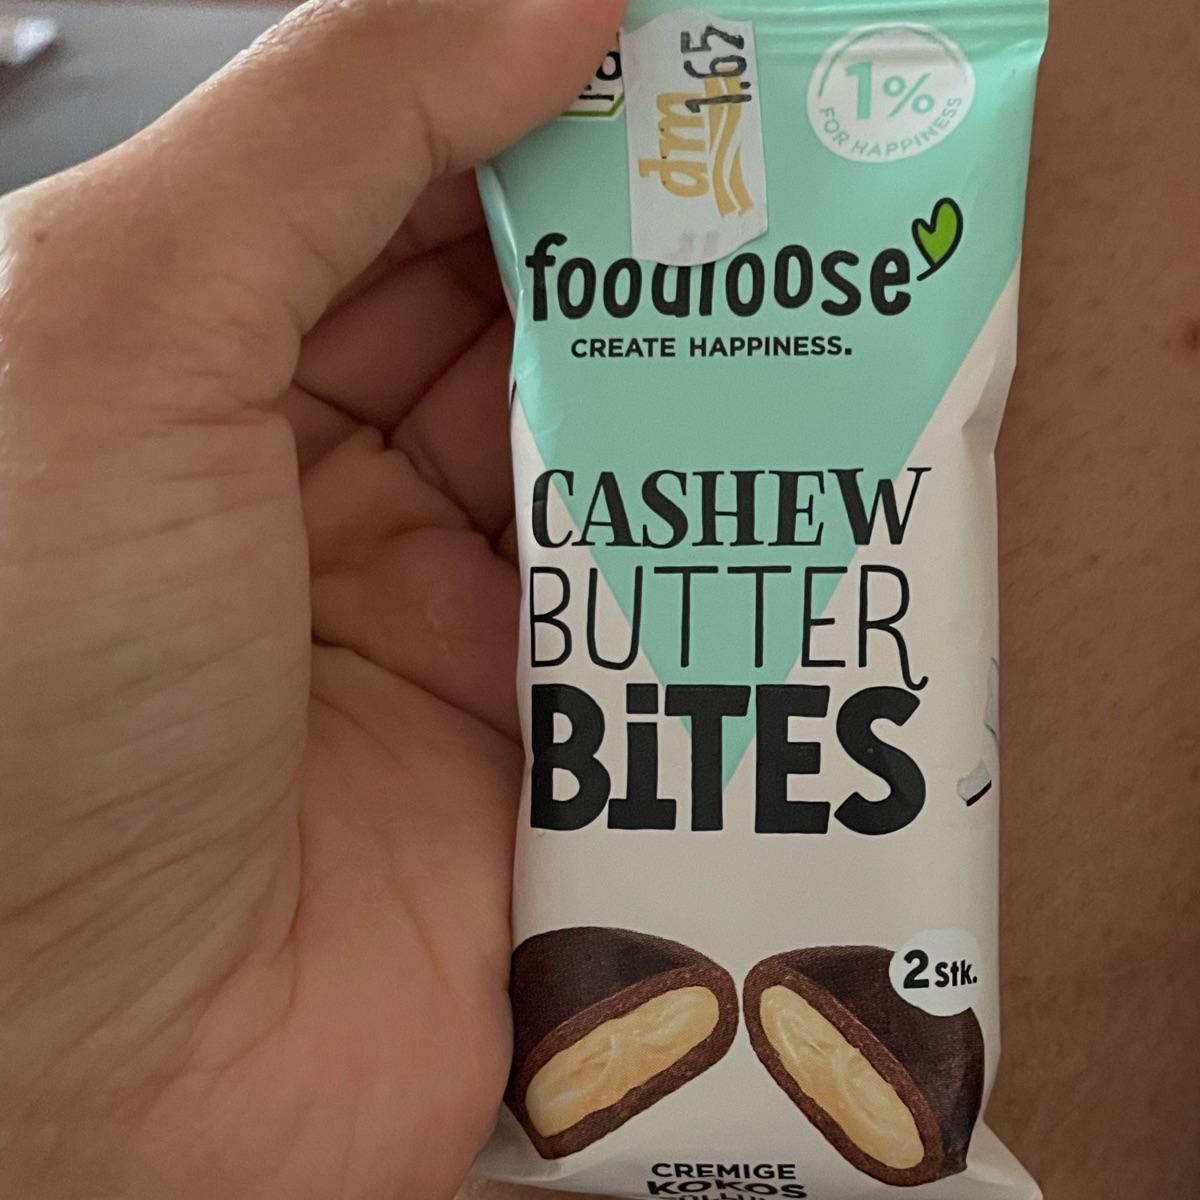 1.65
dm
1%
FOR HAPPINESS
foodloose
CREATE HAPPINESS.
CASHEW
BUTTER
BiTES
2 Stk.
CREMIGE
KOKOS